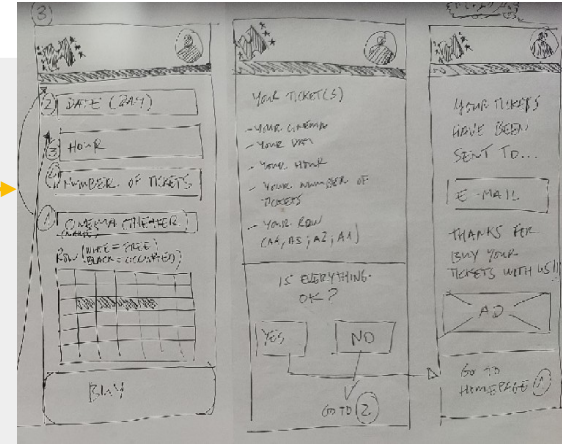 3
2 DATE (DAY)
3 HOUR
NUMBER OF TICKETS
1 CINEMA (THEATER)
ROW (WHITE = FREE)
BLACK = OCCUPIED)
BUY
YOUR TICKET(S)
- YOUR CINEMA
- YOUR DAY
- YOUR HOUR
- YOUR NUMBER OF
TICKETS
- YOUR ROW
(A4, A3; A2; A1)
IS EVERYTHING
OK?
YES
NO
GO TO 2
YOUR TICKETS
HAVE BEEN
SENT TO...
E-MAIL
THANKS FOR
BUY YOUR
TICKETS WITH US!!
AD
GO TO
HOMEPAGE 1